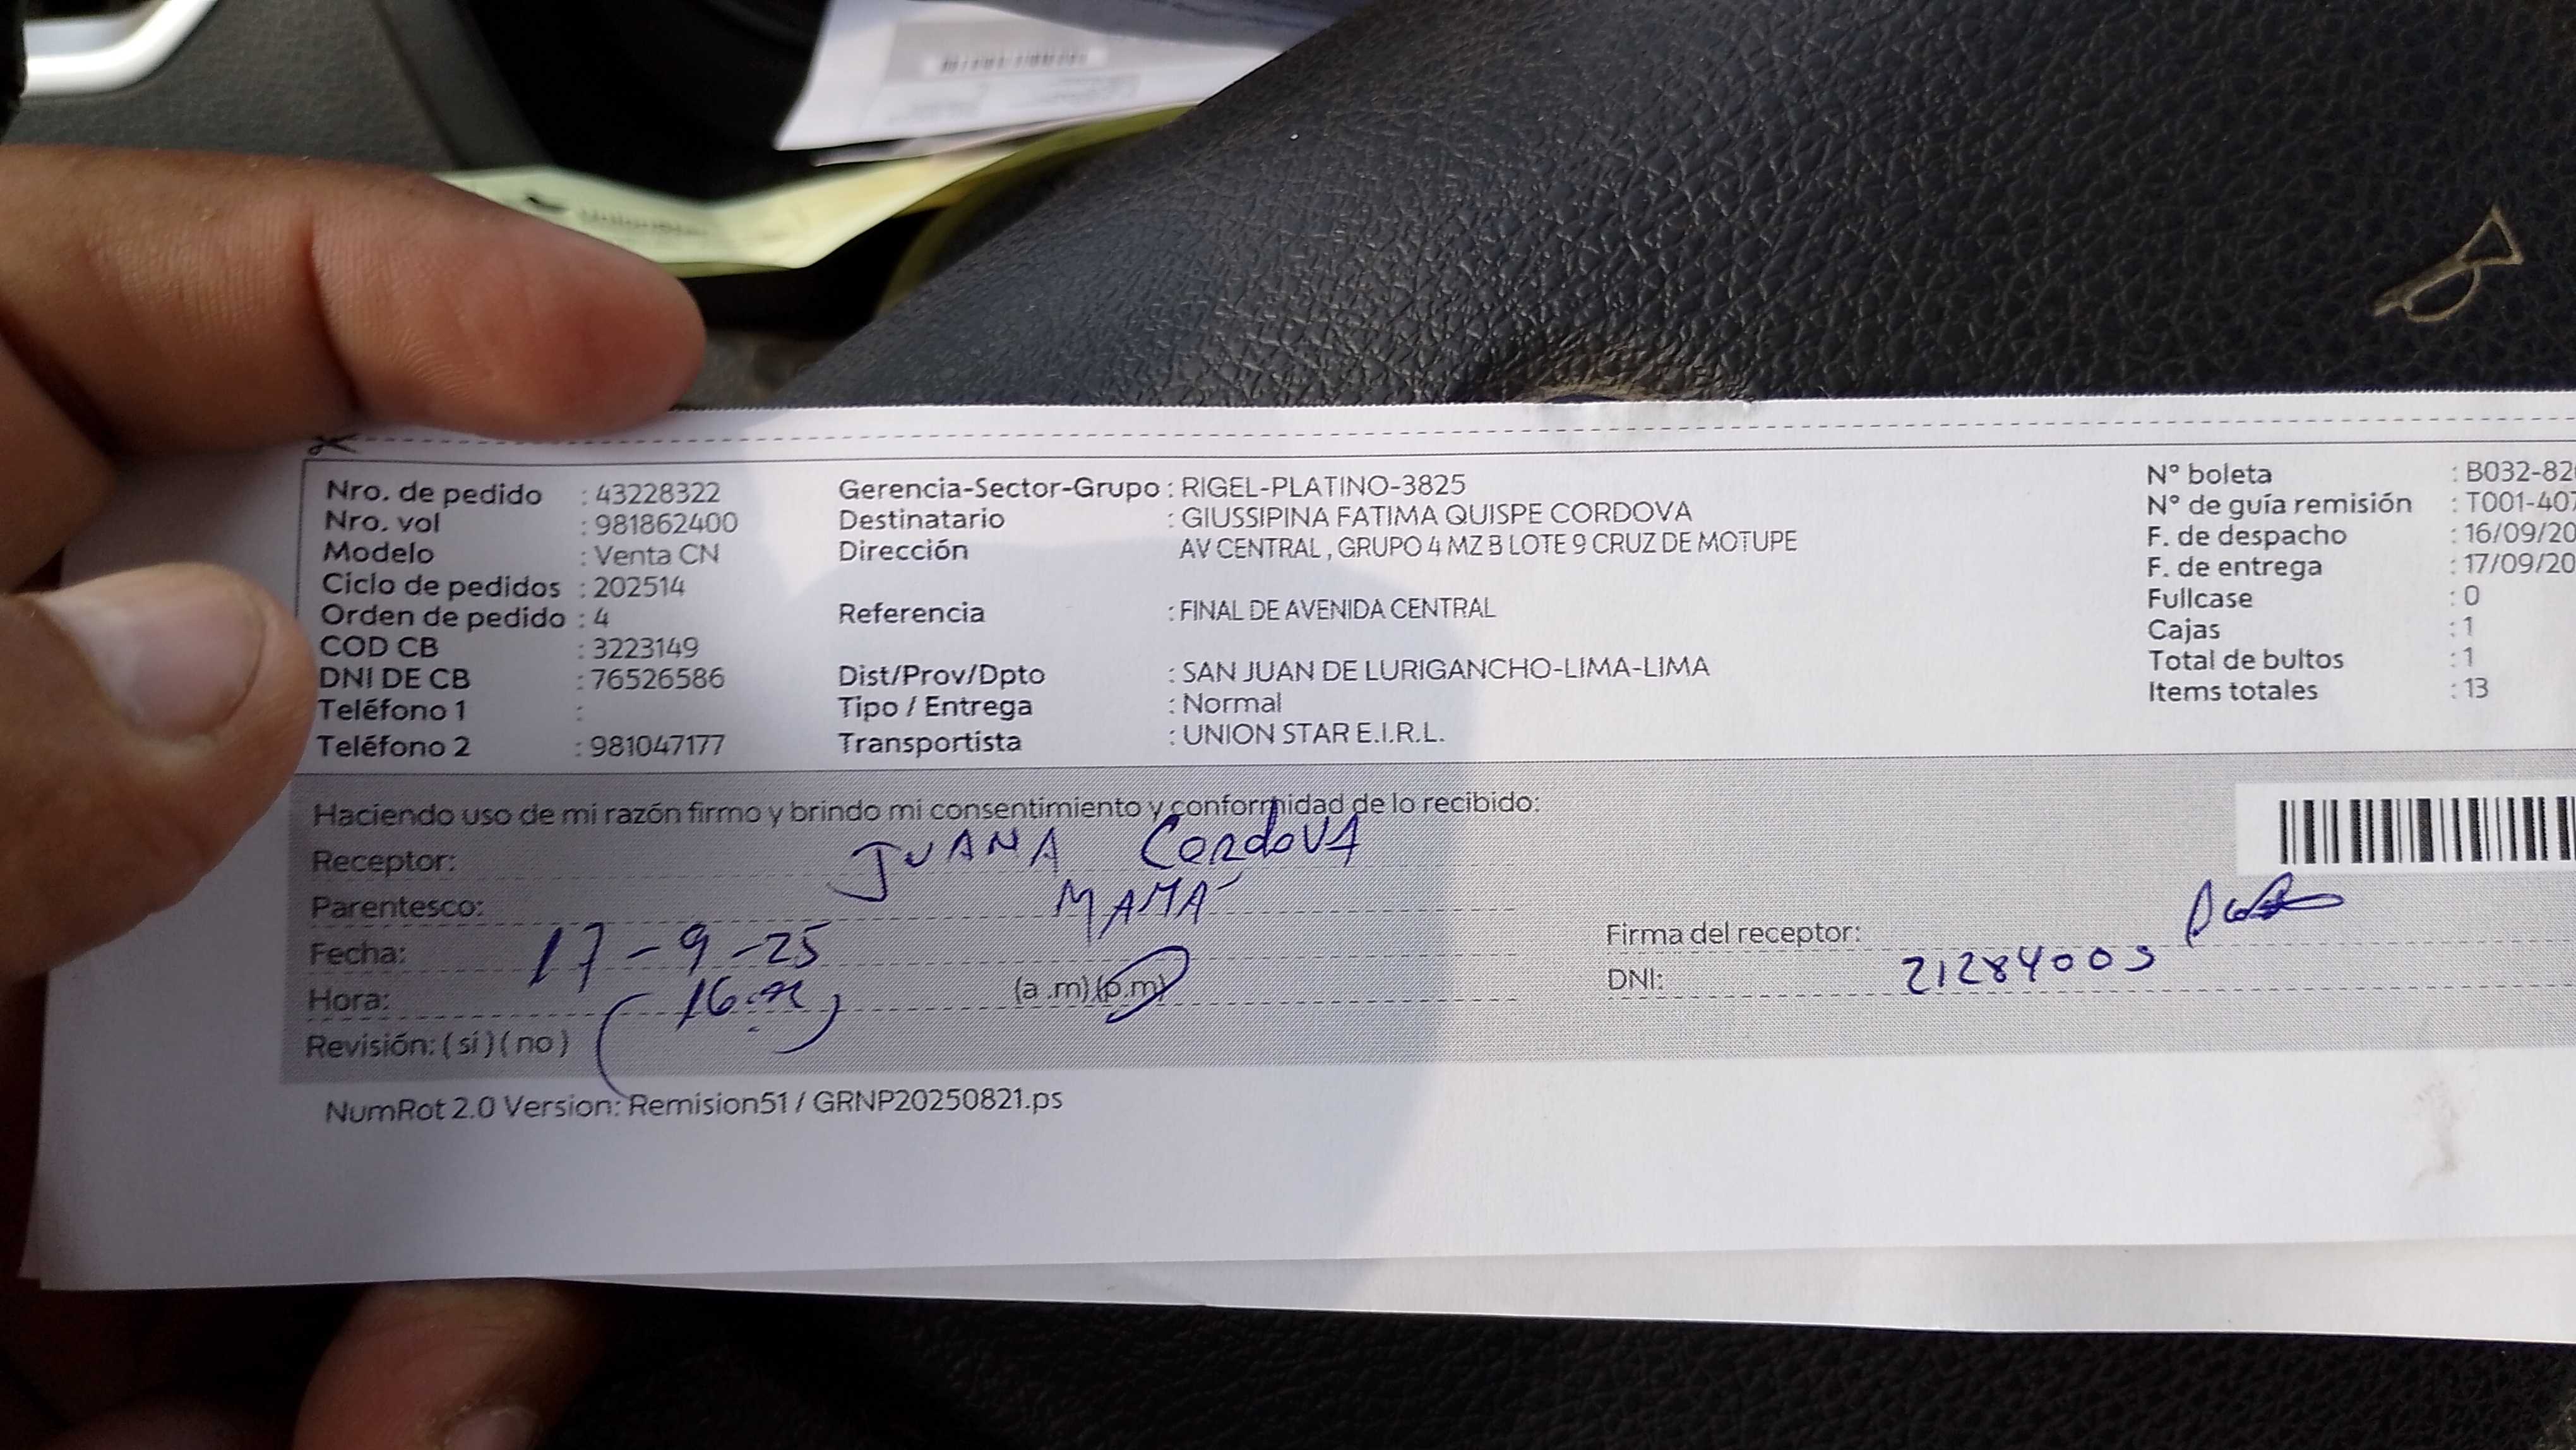 Nro. de pedido : 43228322
Nro. vol : 981862400
Modelo : Venta CN
Ciclo de pedidos : 202514
Orden de pedido : 4
COD CB : 3223149
DNI DE CB : 76526586
Teléfono 1 :
Teléfono 2 : 981047177
Gerencia-Sector-Grupo : RIGEL-PLATINO-3825
Destinatario : GIUSSIPINA FATIMA QUISPE CORDOVA
Dirección AV CENTRAL , GRUPO 4 MZ B LOTE 9 CRUZ DE MOTUPE
Referencia : FINAL DE AVENIDA CENTRAL
Dist/Prov/Dpto : SAN JUAN DE LURIGANCHO-LIMA-LIMA
Tipo / Entrega : Normal
Transportista : UNION STAR E.I.R.L.
N° boleta : B032-82
N° de guía remisión : T001-407
F. de despacho : 16/09/20
F. de entrega : 17/09/20
Fullcase : 0
Cajas : 1
Total de bultos : 1
Items totales : 13
Haciendo uso de mi razón firmo y brindo mi consentimiento y conformidad de lo recibido:
Receptor: JUANA CordoVA
Parentesco: MAMÁ
Fecha: 17-9-25
Hora: (a .m) (p.m)
Revisión: ( si ) ( no )
Firma del receptor:
DNI: 21284005
NumRot 2.0 Version: Remision51 / GRNP20250821.ps